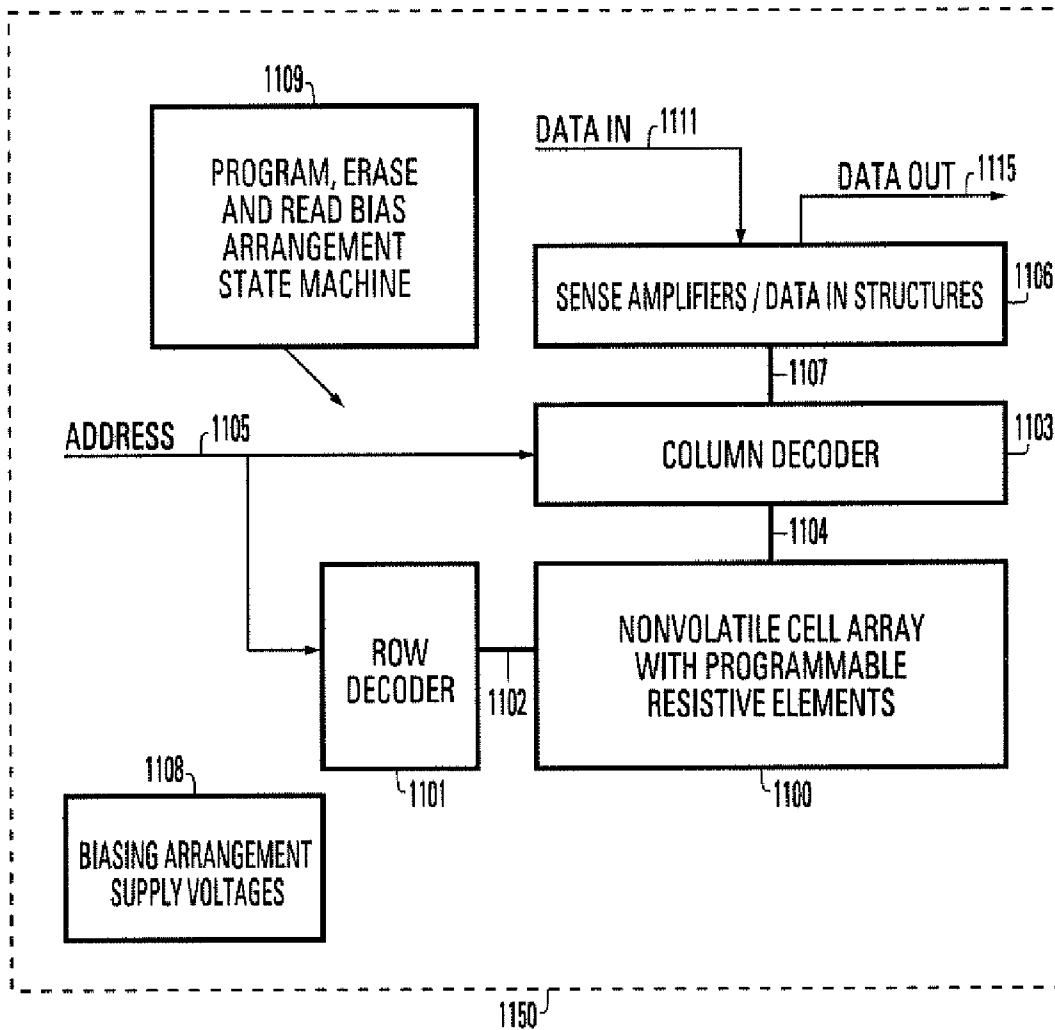 1109
PROGRAM, ERASE
AND READ BIAS
ARRANGEMENT
STATE MACHINE
DATA IN 1111
DATA OUT 1115
SENSE AMPLIFIERS / DATA IN STRUCTURES
1106
1107
ADDRESS 1105
COLUMN DECODER
1103
1104
ROW
DECODER
1101
1102
NONVOLATILE CELL ARRAY
WITH PROGRAMMABLE
RESISTIVE ELEMENTS
1100
1108
BIASING ARRANGEMENT
SUPPLY VOLTAGES
1150